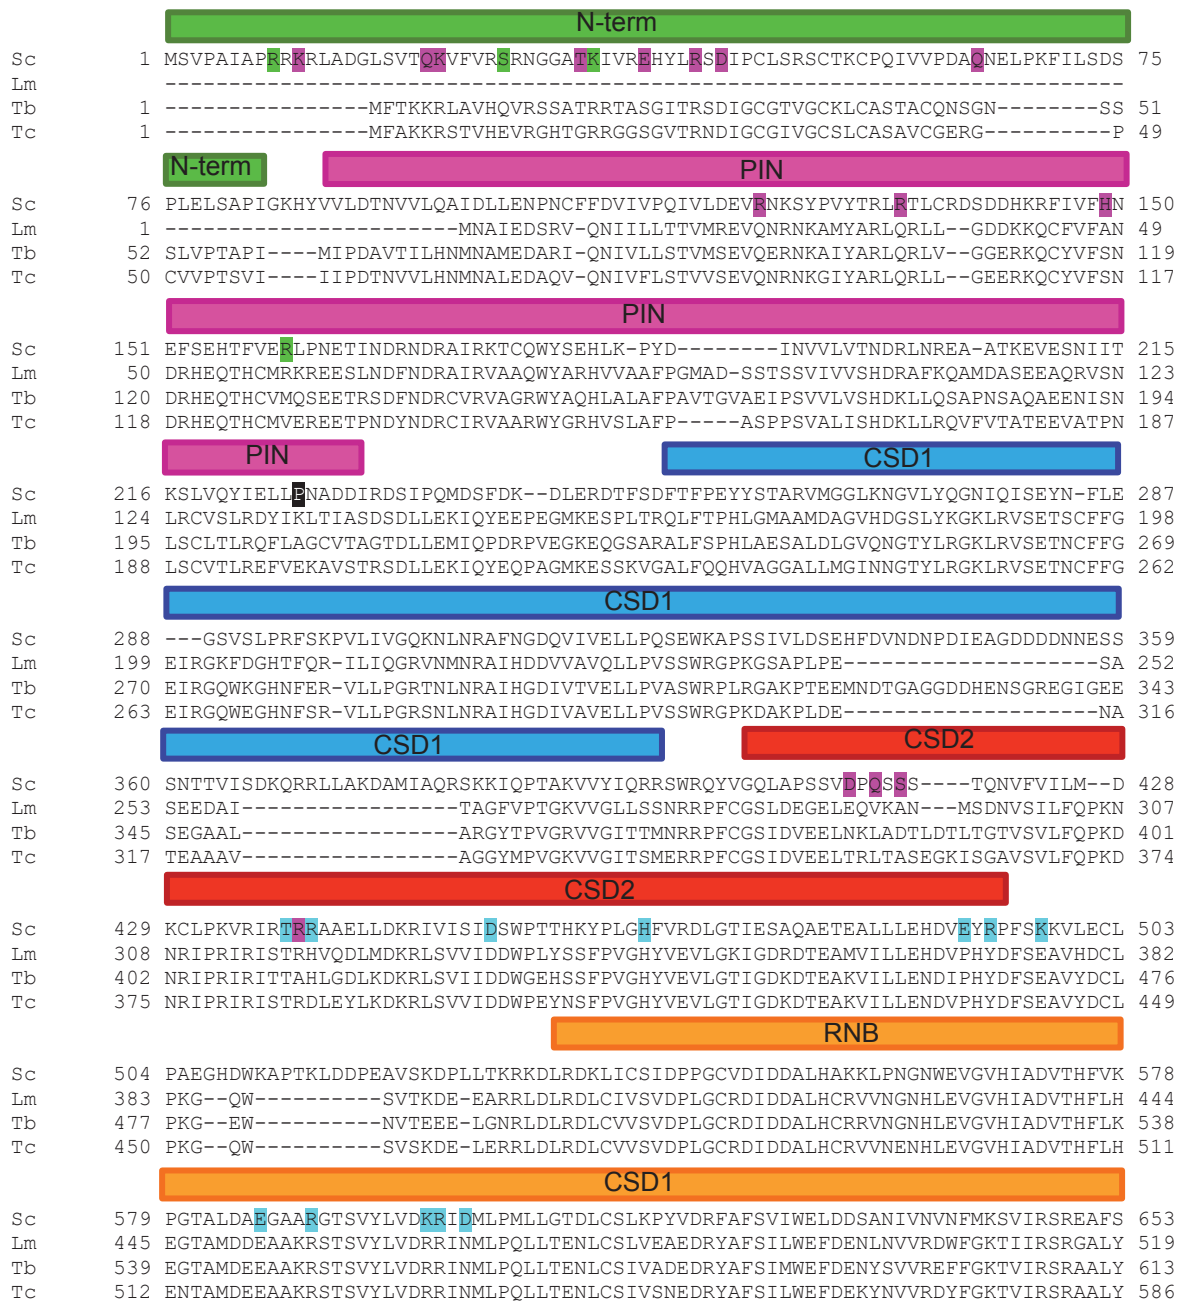 N-term
Sc 1 MSVPAIAPRRKRLADGLSVTQKVFVRSRNGGATKIVREHYLRSDIPCLSRSCTKCPQIVVPDAQNELPKFILSDS 75
Lm ---------------------------------------------------------------------------
Tb 1 ----------------MFTKKRLAVHQVRSSATRRTASGITRSDIGCGTVGCKLCASTACQNSGN--------SS 51
Tc 1 ----------------MFAKKRSTVHEVRGHTGRRGGSGVTRNDIGCGIVGCSLCASAVCGERG----------P 49
N-term PIN
Sc 76 PLELSAPIGKHYVVLDTNVVLQAIDLLENPNCFFDVIVPQIVLDEVRNKSYPVYTRLRTLCRDSDDHKRFIVFHN 150
Lm 1 -----------------------MNAIEDSRV-QNIILLTTVMREVQNRNKAMYARLQRLL--GDDKKQCFVFAN 49
Tb 52 SLVPTAPI----MIPDAVTILHNMNAMEDARI-QNIVLLSTVMSEVQERNKAIYARLQRLV--GGERKQCYVFSN 119
Tc 50 CVVPTSVI----IIPDTNVVLHNMNALEDAQV-QNIVFLSTVVSEVQNRNKGIYARLQRLL--GEERKQCYVFSN 117
PIN
Sc 151 EFSEHTFVERLPNETINDRNDRAIRKTCQWYSEHLK-PYD--------INVVLVTNDRLNREA-ATKEVESNIIT 215
Lm 50 DRHEQTHCMRKREESLNDFNDRAIRVAAQWYARHVVAAFPGMAD-SSTSSVIVVSHDRAFKQAMDASEEAQRVSN 123
Tb 120 DRHEQTHCVMQSEETRSDFNDRCVRVAGRWYAQHLALAFPAVTGVAEIPSVVLVSHDKLLQSAPNSAQAEENISN 194
Tc 118 DRHEQTHCMVEREETPNDYNDRCIRVAARWYGRHVSLAFP-----ASPPSVALISHDKLLRQVFVTATEEVATPN 187
PIN CSD1
Sc 216 KSLVQYIELLPNADDIRDSIPQMDSFDK--DLERDTFSDFTFPEYYSTARVMGGLKNGVLYQGNIQISEYN-FLE 287
Lm 124 LRCVSLRDYIKLTIASDSDLLEKIQYEEPEGMKESPLTRQLFTPHLGMAAMDAGVHDGSLYKGKLRVSETSCFFG 198
Tb 195 LSCLTLRQFLAGCVTAGTDLLEMIQPDRPVEGKEQGSARALFSPHLAESALDLGVQNGTYLRGKLRVSETNCFFG 269
Tc 188 LSCVTLREFVEKAVSTRSDLLEKIQYEQPAGMKESSKVGALFQQHVAGGALLMGINNGTYLRGKLRVSETNCFFG 262
CSD1
Sc 288 ---GSVSLPRFSKPVLIVGQKNLNRAFNGDQVIVELLPQSEWKAPSSIVLDSEHFDVNDNPDIEAGDDDDNNESS 359
Lm 199 EIRGKFDGHTFQR-ILIQGRVNMNRAIHDDVVAVQLLPVSSWRGPKGSAPLPE--------------------SA 252
Tb 270 EIRGQWKGHNFER-VLLPGRTNLNRAIHGDIVTVELLPVASWRPLRGAKPTEEMNDTGAGGDDHENSGREGIGEE 343
Tc 263 EIRGQWEGHNFSR-VLLPGRSNLNRAIHGDIVAVELLPVSSWRGPKDAKPLDE--------------------NA 316
CSD1 CSD2
Sc 360 SNTTVISDKQRRLLAKDAMIAQRSKKIQPTAKVVYIQRRSWRQYVGQLAPSSVDPQSSS----TQNVFVILM--D 428
Lm 253 SEEDAI-----------------TAGFVPTGKVVGLLSSNRRPFCGSLDEGELEQVKAN---MSDNVSILFQPKN 307
Tb 345 SEGAAL-----------------ARGYTPVGRVVGITTMNRRPFCGSIDVEELNKLADTLDTLTGTVSVLFQPKD 401
Tc 317 TEAAAV-----------------AGGYMPVGKVVGITSMERRPFCGSIDVEELTRLTASEGKISGAVSVLFQPKD 374
CSD2
Sc 429 KCLPKVRIRTRRAAELLDKRIVISIDSWPTTHKYPLGHFVRDLGTIESAQAETEALLLEHDVEYRPFSKKVLECL 503
Lm 308 NRIPRIRISTRHVQDLMDKRLSVVIDDWPLYSSFPVGHYVEVLGKIGDRDTEAMVILLEHDVPHYDFSEAVHDCL 382
Tb 402 NRIPRIRITTAHLGDLKDKRLSVIIDDWGEHSSFPVGHYVEVLGTIGDKDTEAKVILLENDIPHYDFSEAVYDCL 476
Tc 375 NRIPRIRISTRDLEYLKDKRLSVVIDDWPEYNSFPVGHYVEVLGTIGDKDTEAKVILLENDVPHYDFSEAVYDCL 449
RNB
Sc 504 PAEGHDWKAPTKLDDPEAVSKDPLLTKRKDLRDKLICSIDPPGCVDIDDALHAKKLPNGNWEVGVHIADVTHFVK 578
Lm 383 PKG--QW----------SVTKDE-EARRLDLRDLCIVSVDPLGCRDIDDALHCRVVNGNHLEVGVHIADVTHFLH 444
Tb 477 PKG--EW----------NVTEEE-LGNRLDLRDLCVVSVDPLGCRDIDDALHCRRVNGNHLEVGVHIADVTHFLK 538
Tc 450 PKG--QW----------SVSKDE-LERRLDLRDLCVVSVDPLGCRDIDDALHCRVVNENHLEVGVHIADVTHFLH 511
CSD1
Sc 579 PGTALDAEGAARGTSVYLVDKRIDMLPMLLGTDLCSLKPYVDRFAFSVIWELDDSANIVNVNFMKSVIRSREAFS 653
Lm 445 EGTAMDDEAAKRSTSVYLVDRRINMLPQLLTENLCSLVEAEDRYAFSILWEFDENLNVVRDWFGKTIIRSRGALY 519
Tb 539 EGTAMDEEAAKRSTSVYLVDRRINMLPQLLTENLCSIVADEDRYAFSIMWEFDENYSVVREFFGKTVIRSRAALY 613
Tc 512 ENTAMDEEAAKRSTSVYLVDRRINMLPQLLTENLCSIVSNEDRYAFSILWEFDEKYNVVRDYFGKTVIRSRAALY 586